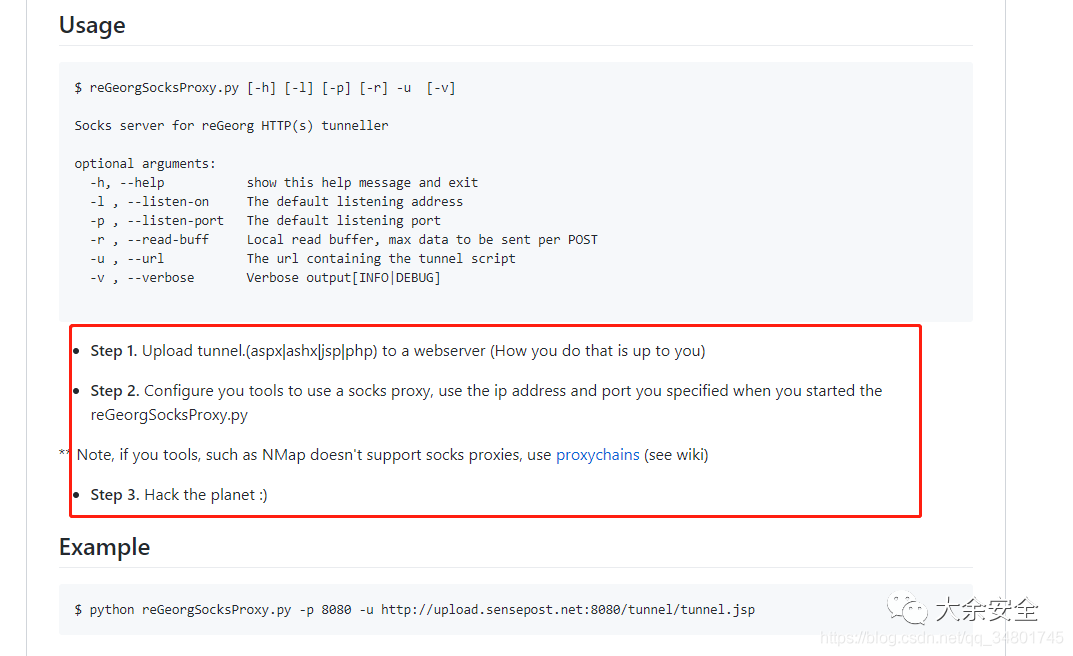 Usage
$ reGeorgSocksProxy.py [-h] [-l] [-p] [-r] -u  [-v]
Socks server for reGeorg HTTP(s) tunneller
optional arguments:
-h, --help           show this help message and exit
-l , --listen-on     The default listening address
-p , --listen-port   The default listening port
-r , --read-buff     Local read buffer, max data to be sent per POST
-u , --url           The url containing the tunnel script
-v , --verbose       Verbose output[INFO|DEBUG]
• Step 1. Upload tunnel.(aspx|ashx|jsp|php) to a webserver (How you do that is up to you)
• Step 2. Configure you tools to use a socks proxy, use the ip address and port you specified when you started the
reGeorgSocksProxy.py
** Note, if you tools, such as NMap doesn't support socks proxies, use proxychains (see wiki)
• Step 3. Hack the planet :)
Example
$ python reGeorgSocksProxy.py -p 8080 -u http://upload.sensepost.net:8080/tunnel/tunnel.jsp
大余安全
https://blog.csdn.net/qq_34801745